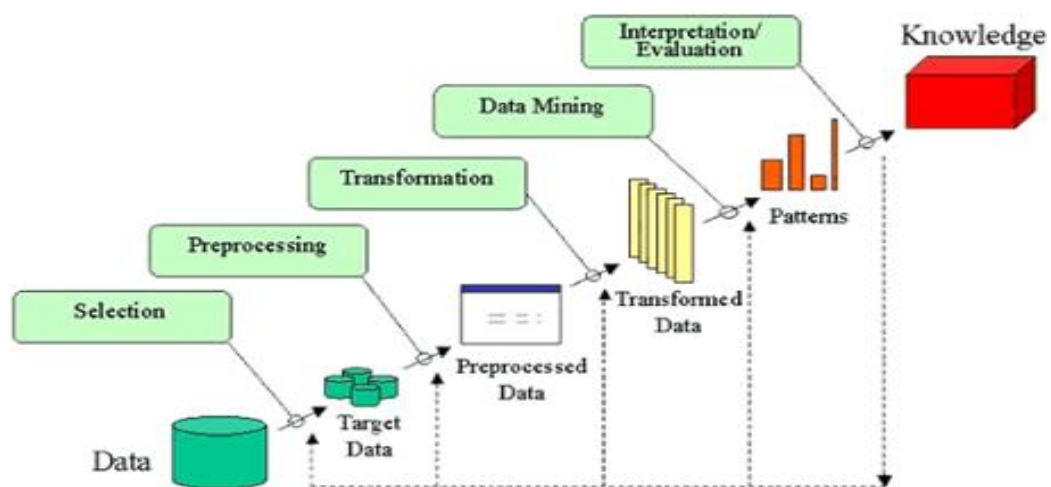 Interpretation/
Evaluation
Knowledge
Data Mining
Transformation
Patterns
Preprocessing
Transformed
Data
Selection
Preprocessed
Data
Target
Data
Data